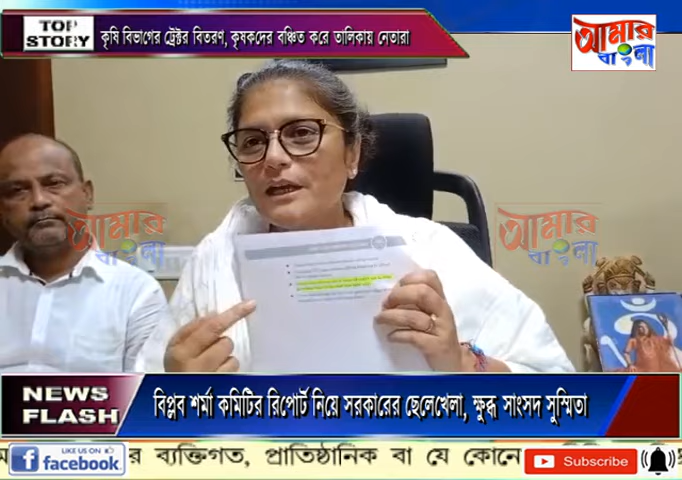 TOP
STORY
কৃষি বিভাগের ট্রেক্টর বিতরণ, কৃষকদের বঞ্চিত করে তালিকায় নেতারা
আমার
বাংলা
আমার
বাংলা
আমার
বাংলা
NEWS
FLASH
বিপ্লব শর্মা কমিটির রিপোর্ট নিয়ে সরকারের ছেলেখেলা, ক্ষুব্ধ সাংসদ সুস্মিতা
LIKE US ON
facebook
র ব্যক্তিগত, প্রাতিষ্ঠানিক বা যে কোনো
Subscribe